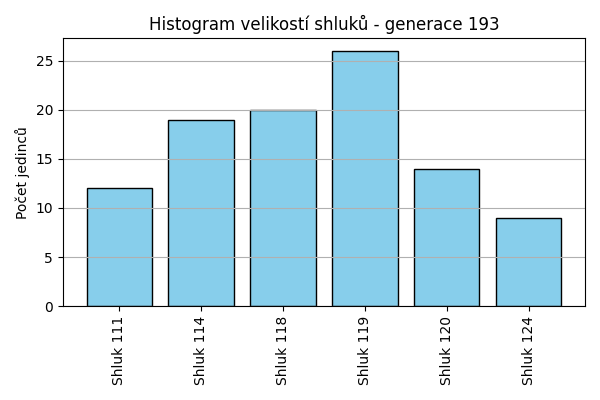 Histogram velikostí shluků - generace 193
Počet jedinců
25
20
15
10
5
0
Shluk 111
Shluk 114
Shluk 118
Shluk 119
Shluk 120
Shluk 124